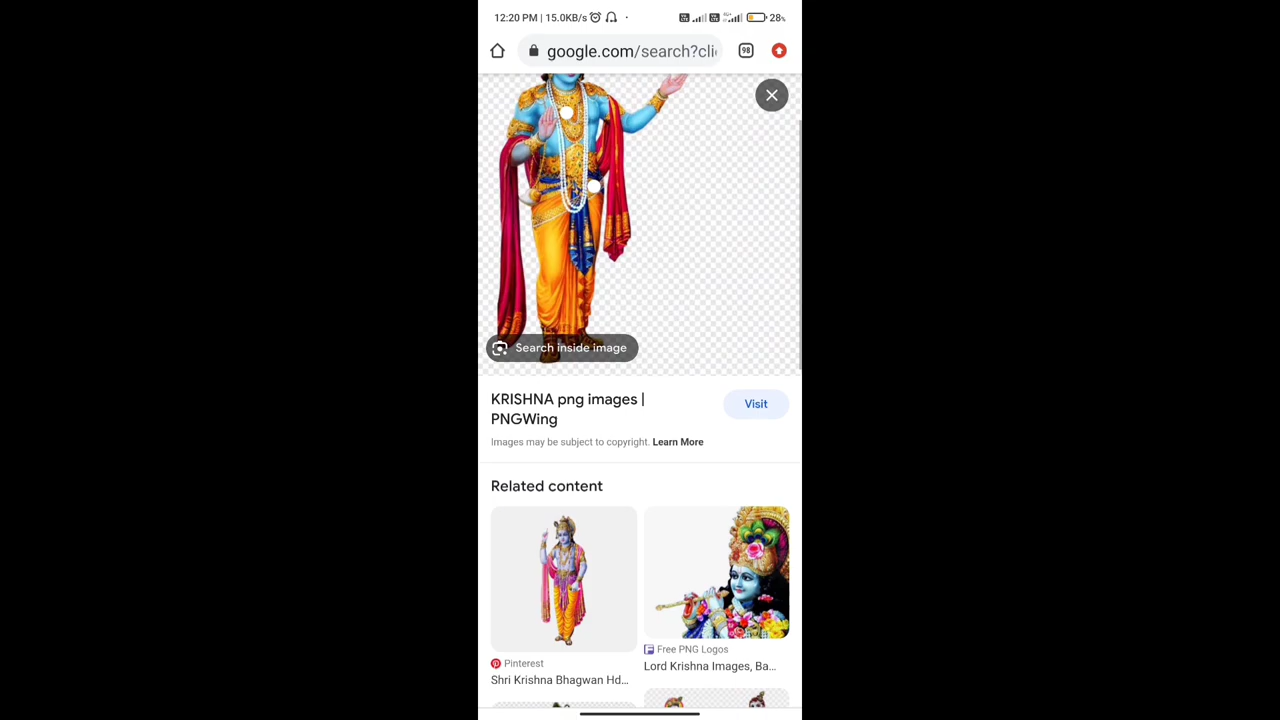 12:20 PM | 15.0KB/s
28%
google.com/search?cli
98
Search inside image
KRISHNA png images |
PNGWing
Visit
Images may be subject to copyright. Learn More
Related content
Pinterest
Shri Krishna Bhagwan Hd...
Free PNG Logos
Lord Krishna Images, Ba...